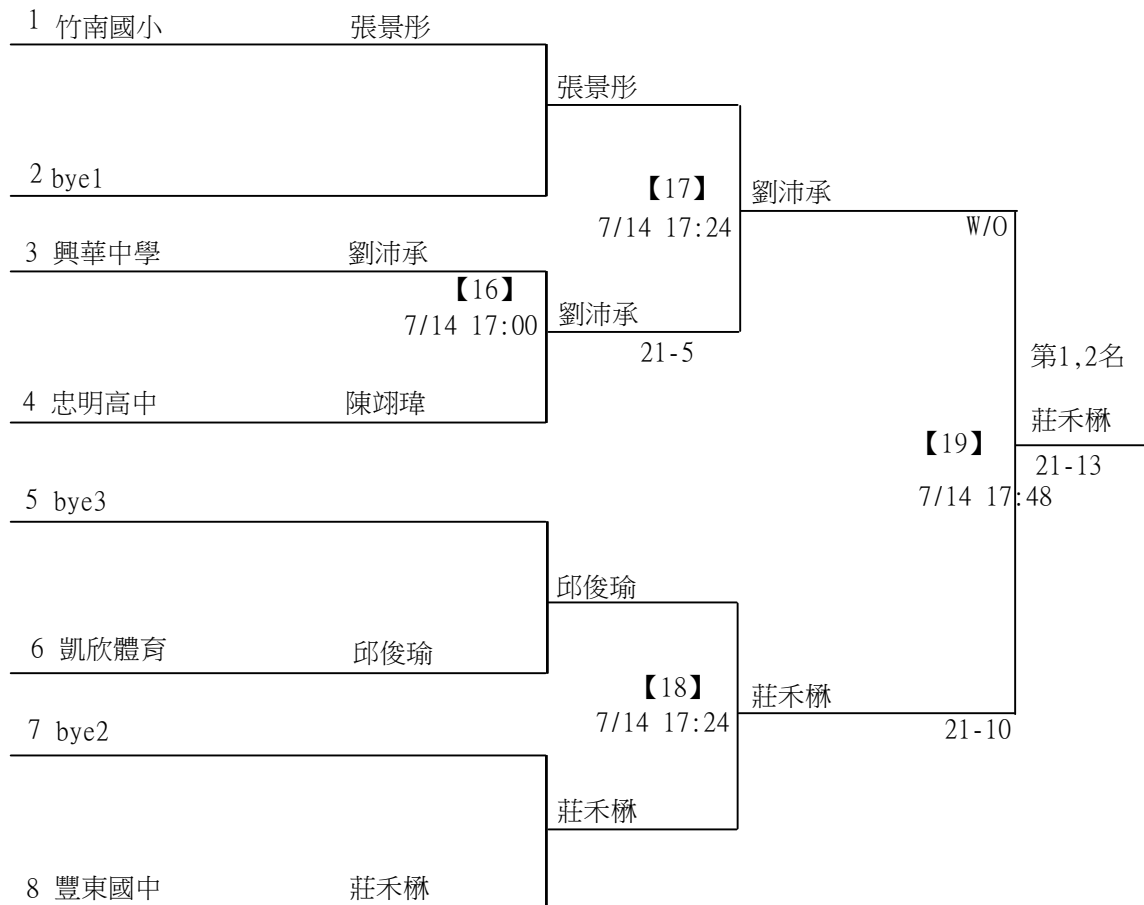 1 竹南國小 張景彤
張景彤
2 bye1
【17】
7/14 17:24
劉沛承
W/O
3 興華中學 劉沛承
【16】
7/14 17:00
劉沛承
21-5
4 忠明高中 陳翊瑋
第1,2名
莊禾楙
21-13
【19】
7/14 17:48
5 bye3
邱俊瑜
6 凱欣體育 邱俊瑜
【18】
7/14 17:24
莊禾楙
21-10
7 bye2
莊禾楙
8 豐東國中 莊禾楙